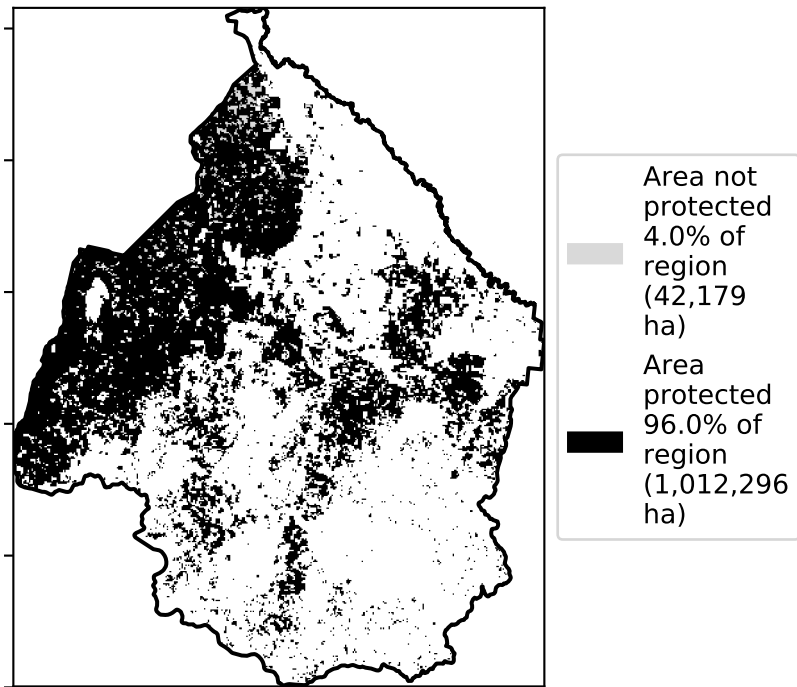 Area not
protected
4.0% of
region
(42,179
ha)
Area
protected
96.0% of
region
(1,012,296
ha)